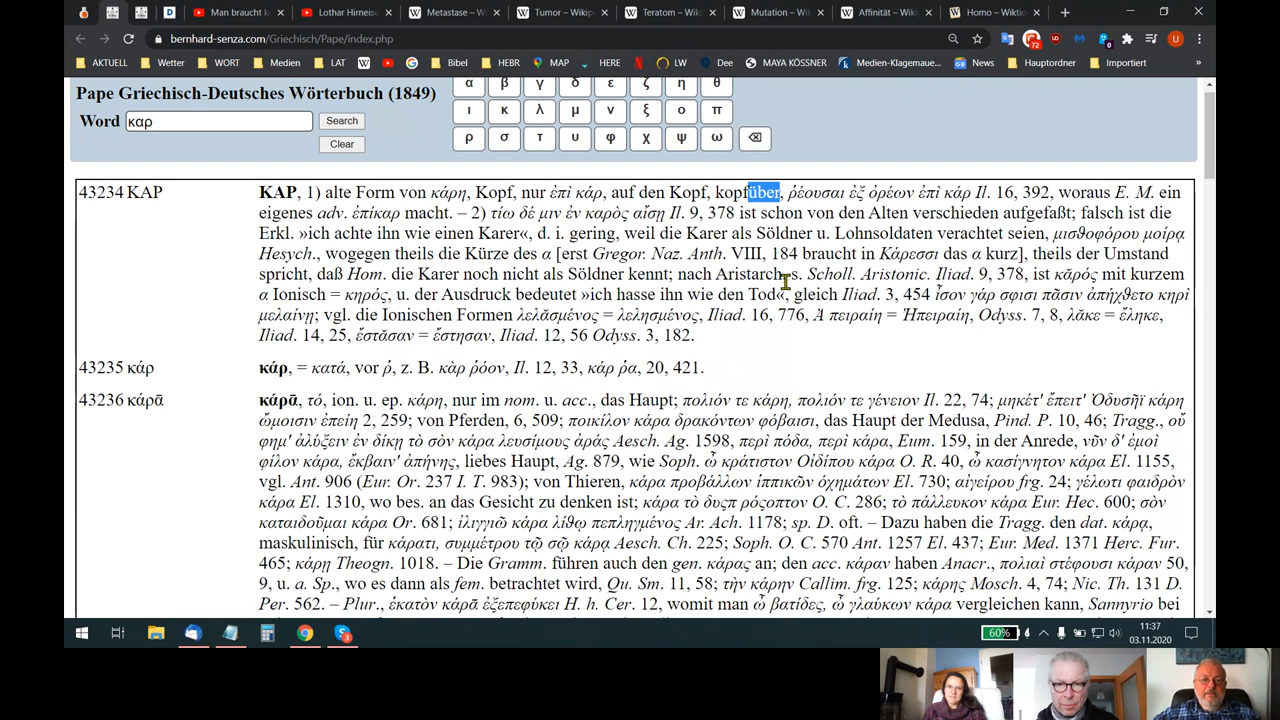 Man braucht k
Lothar Hirneise
Metastase – Wi
Tumor – Wikip
Teratom – Wiki
Mutation – Wiki
Affinität – Wiki
Homo – Wiktio
bernhard-senza.com/Griechisch/Pape/index.php
AKTUELL Wetter WORT Medien LAT Bibel HEBR MAP HERE LW Dee MAYA KÖSSNER Medien-Klagemaue... News Hauptordner Importiert »
Pape Griechisch-Deutsches Wörterbuch (1849)
Word καρ Search
Clear
α β γ δ ε ζ η θ
ι κ λ μ ν ξ ο π
ρ σ τ υ φ χ ψ ω
43234 ΚΑΡ ΚΑΡ, 1) alte Form von κάρη, Kopf, nur ἐπὶ κάρ, auf den Kopf, kopfüber, ῥέουσαι ἐξ ὀρέων ἐπὶ κάρ Il. 16, 392, woraus E. M. ein
eigenes adv. ἐπίκαρ macht. – 2) τίω δέ μιν ἐν καρὸς αἴσῃ Il. 9, 378 ist schon von den Alten verschieden aufgefaßt; falsch ist die
Erkl. »ich achte ihn wie einen Karer«, d. i. gering, weil die Karer als Söldner u. Lohnsoldaten verachtet seien, μισθοφόρου μοίρᾳ
Hesych., wogegen theils die Kürze des α [erst Gregor. Naz. Anth. VIII, 184 braucht in Κάρεσσι das α kurz], theils der Umstand
spricht, daß Hom. die Karer noch nicht als Söldner kennt; nach Aristarch s. Scholl. Aristonic. Iliad. 9, 378, ist κᾰρός mit kurzem
α Ionisch = κηρός, u. der Ausdruck bedeutet »ich hasse ihn wie den Tod«, gleich Iliad. 3, 454 ἶσον γάρ σφισι πᾶσιν ἀπήχθετο κηρὶ
μελαίνῃ; vgl. die Ionischen Formen λελᾰσμένος = λελησμένος, Iliad. 16, 776, Ἀπειραίη = Ἠπειραίη, Odyss. 7, 8, λᾰκε = ἔληκε,
Iliad. 14, 25, ἔστᾰσαν = ἔστησαν, Iliad. 12, 56 Odyss. 3, 182.
43235 κάρ κάρ, = κατά, vor ῥ, z. B. κὰρ ῥόον, Il. 12, 33, κάρ ῥα, 20, 421.
43236 κάρᾱ κάρᾱ, τό, ion. u. ep. κάρη, nur im nom. u. acc., das Haupt; πολιόν τε κάρη, πολιόν τε γένειον Il. 22, 74; μηκέτ' ἔπειτ' Ὀδυσῆϊ κάρη
ὤμοισιν ἐπείη 2, 259; von Pferden, 6, 509; ποικίλον κάρα δρακόντων φόβαισι, das Haupt der Medusa, Pind. P. 10, 46; Tragg., οὔ
φημ' ἀλύξειν ἐν δίκῃ τὸ σὸν κάρα λευσίμους ἀράς Aesch. Ag. 1598, περὶ πόδα, περὶ κάρα, Eum. 159, in der Anrede, νῦν δ' ἐμοὶ
φίλον κάρα, ἔκβαιν' ἀπήνης, liebes Haupt, Ag. 879, wie Soph. ὦ κράτιστον Οἰδίπου κάρα O. R. 40, ὦ κασίγνητον κάρα El. 1155,
vgl. Ant. 906 (Eur. Or. 237 I. T. 983); von Thieren, κάρα προβάλλων ἱππικῶν ὀχημάτων El. 730; αἰγείρου frg. 24; γέλωτι φαιδρὸν
κάρα El. 1310, wo bes. an das Gesicht zu denken ist; κάρα τὸ δυςπρόςοπτον O. C. 286; τὸ πάλλευκον κάρα Eur. Hec. 600; σὸν
καταιδοῦμαι κάρα Or. 681; ἰλιγγιῶ κάρα λίθῳ πεπληγμένος Ar. Ach. 1178; sp. D. oft. – Dazu haben die Tragg. den dat. κάρᾳ,
maskulinisch, für κάρατι, συμμέτρου τῷ σῷ κάρᾳ Aesch. Ch. 225; Soph. O. C. 570 Ant. 1257 El. 437; Eur. Med. 1371 Herc. Fur.
465; κάρῃ Theogn. 1018. – Die Gramm. führen auch den gen. κάρας an; den acc. κάραν haben Anacr., πολιαὶ στέφουσι κάραν 50,
9, u. a. Sp., wo es dann als fem. betrachtet wird, Qu. Sm. 11, 58; τὴν κάρην Callim. frg. 125; κάρης Mosch. 4, 74; Nic. Th. 131 D.
Per. 562. – Plur., ἑκατὸν κάρᾱ ἐξεπεφύκει H. h. Cer. 12, womit man ὦ βατίδες, ὦ γλαύκων κάρα vergleichen kann, Sannyrio bei
60%
11:37
03.11.2020